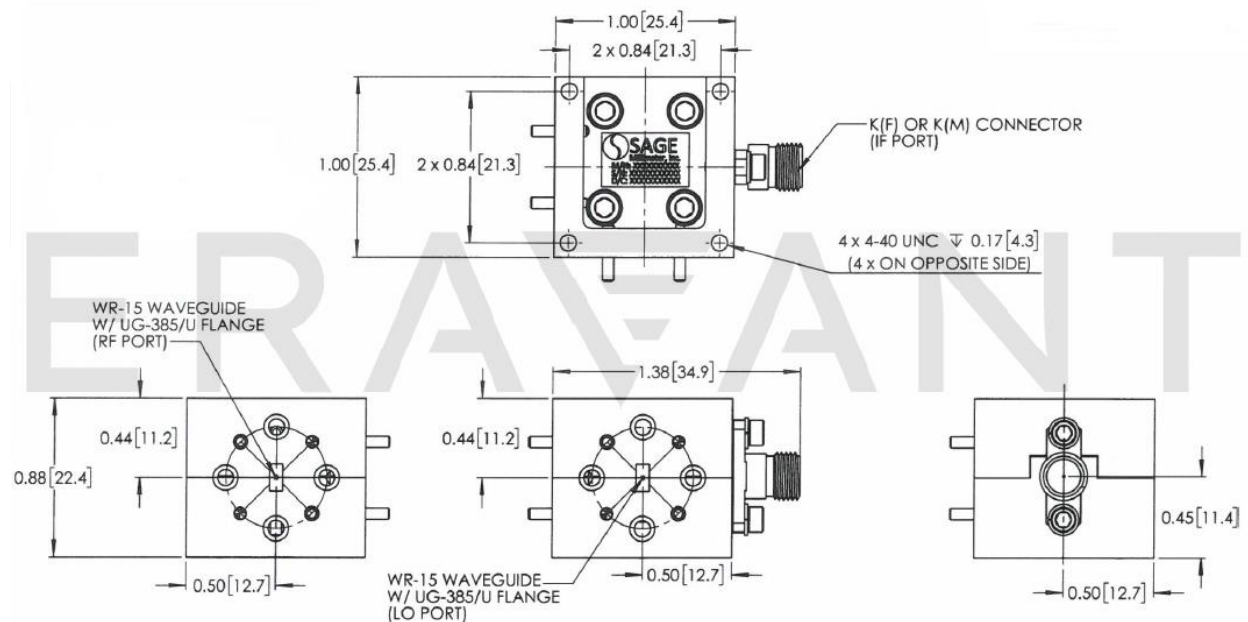 1.00[25.4]
2 x 0.84[21.3]
1.00[25.4]
2 x 0.84[21.3]
SAGE
Millimeter, Inc.
K(F) OR K(M) CONNECTOR
(IF PORT)
4 x 4-40 UNC ↧ 0.17[4.3]
(4 x ON OPPOSITE SIDE)
ERAVANT
WR-15 WAVEGUIDE
W/ UG-385/U FLANGE
(RF PORT)
0.44[11.2]
0.88[22.4]
0.50[12.7]
1.38[34.9]
0.44[11.2]
0.50[12.7]
WR-15 WAVEGUIDE
W/ UG-385/U FLANGE
(LO PORT)
0.45[11.4]
0.50[12.7]